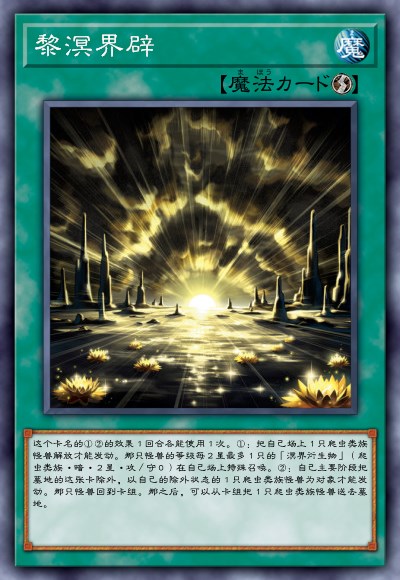 黎溟界辟
魔
【魔法カード】
まほう
这个卡名的①②的效果1回合各能使用1次。①：把自己场上1只爬虫类族
怪兽解放才能发动。那只怪兽的等级每2星最多1只的「溟界衍生物」（爬
虫类族·暗·2星·攻／守0）在自己场上特殊召唤。②：自己主要阶段把
墓地的这张卡除外，以自己的除外状态的1只爬虫类族怪兽为对象才能发
动。那只怪兽回到卡组。那之后，可以从卡组把1只爬虫类族怪兽送去墓
地。